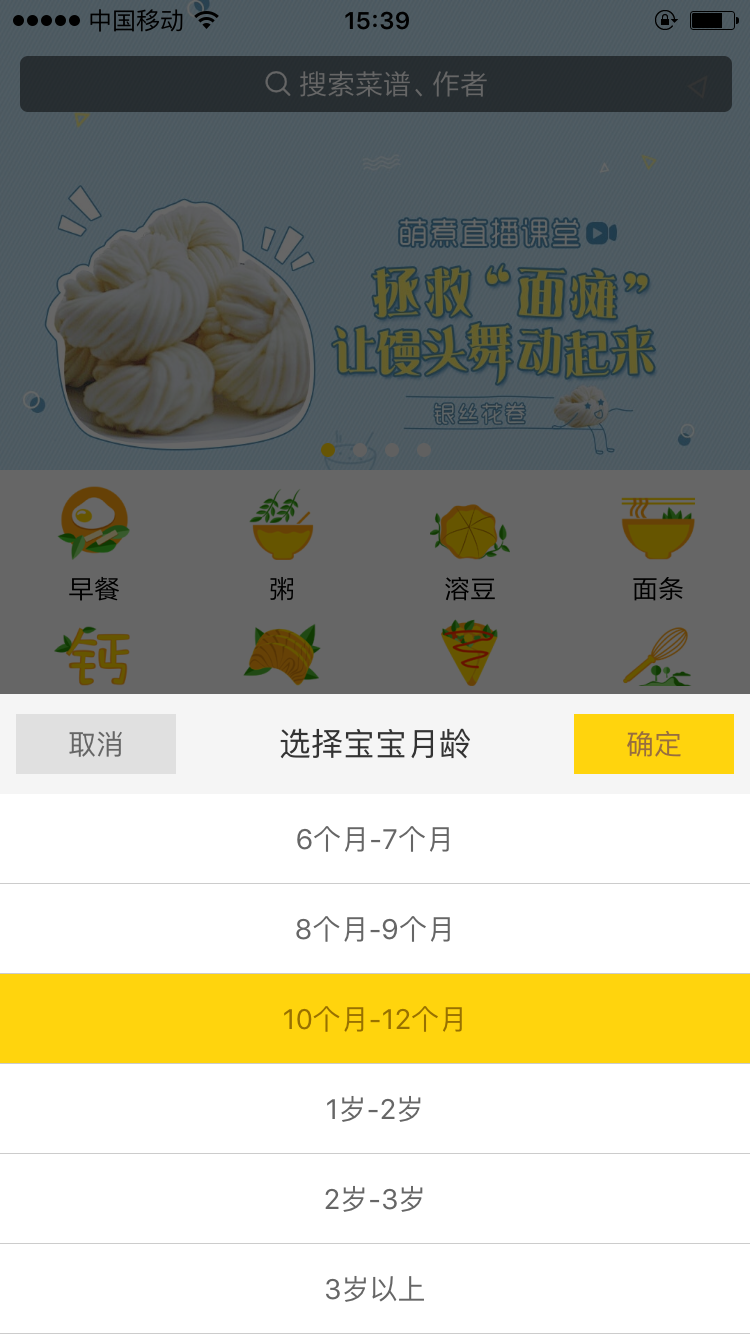 中国移动 15:39
搜索菜谱、作者
萌煮直播课堂
拯救“面瘫”
让馒头舞动起来
银丝花卷
早餐 粥 溶豆 面条
钙
取消 选择宝宝月龄 确定
6个月-7个月
8个月-9个月
10个月-12个月
1岁-2岁
2岁-3岁
3岁以上